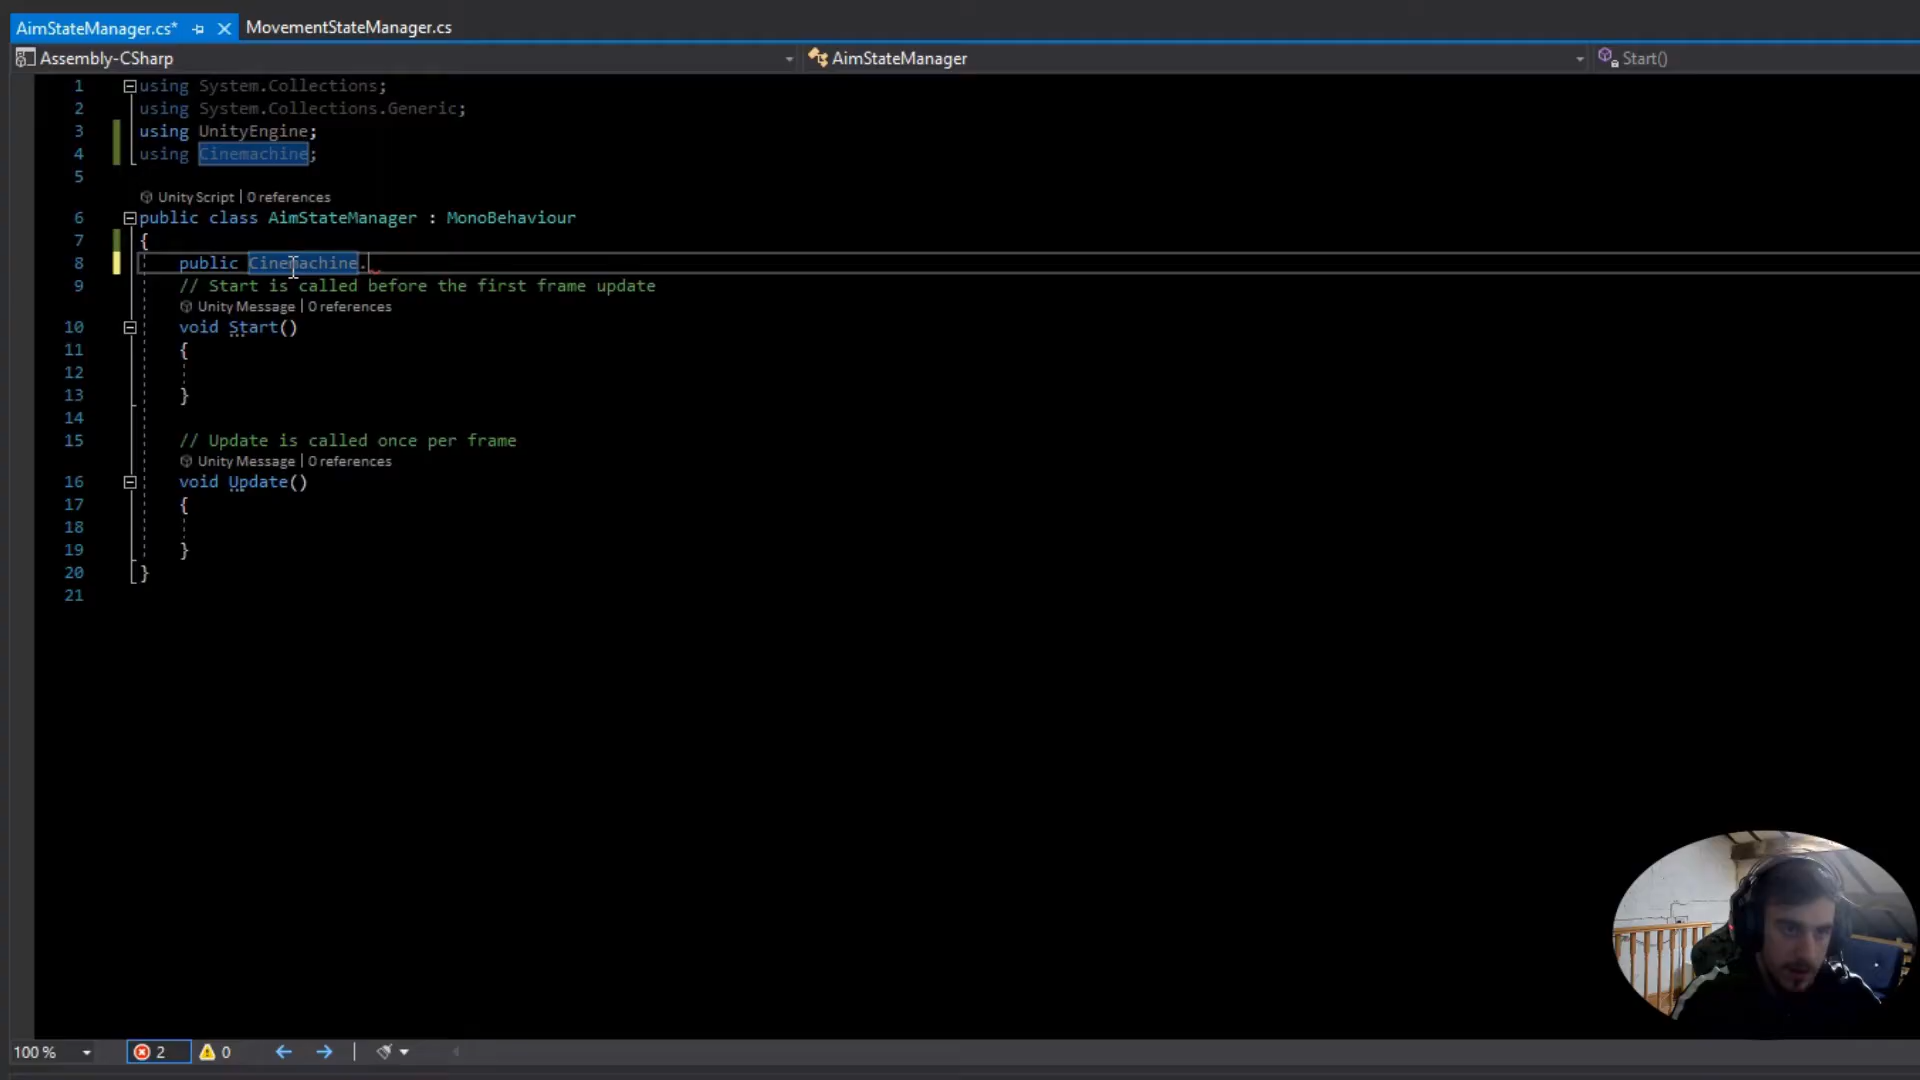 AimStateManager.cs* MovementStateManager.cs
Assembly-CSharp AimStateManager Start()
1 using System.Collections;
2 using System.Collections.Generic;
3 using UnityEngine;
4 using Cinemachine;
5
Unity Script | 0 references
6 public class AimStateManager : MonoBehaviour
7 {
8 public Cinemachine.
9 // Start is called before the first frame update
Unity Message | 0 references
10 void Start()
11 {
12
13 }
14
15 // Update is called once per frame
Unity Message | 0 references
16 void Update()
17 {
18
19 }
20 }
21
100 % 2 0